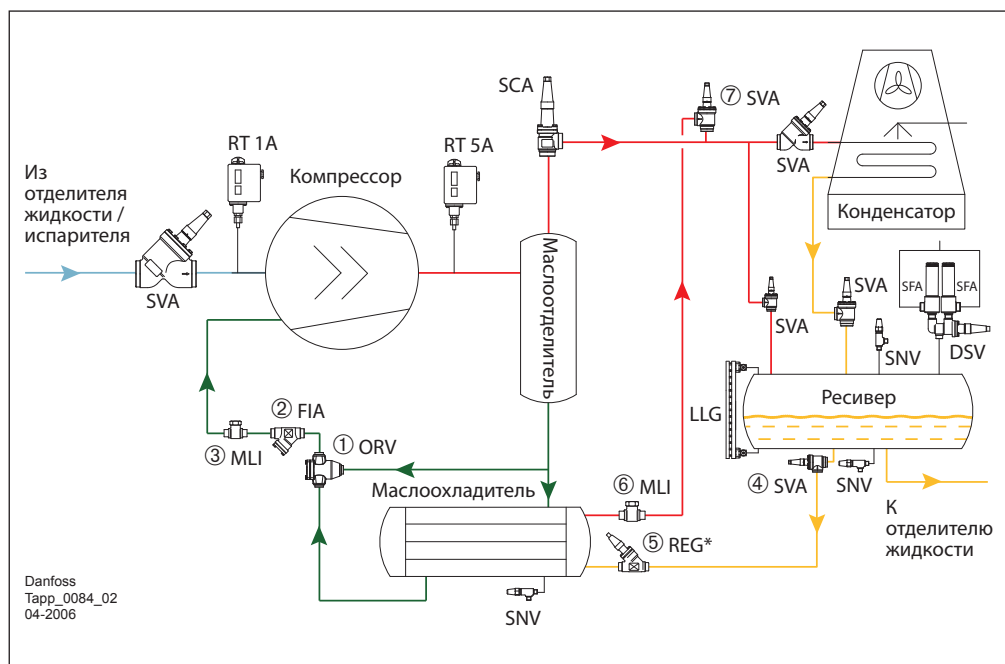 SCA
⑦ SVA
RT 1A
RT 5A
Из
отделителя
жидкости /
испарителя
Компрессор
SVA
Конденсатор
SVA
Маслоотделитель
SVA
SVA
SFA
SFA
SNV
DSV
② FIA
LLG
Ресивер
③ MLI
① ORV
Маслоохладитель
⑥ MLI
④ SVA
SNV
⑤ REG*
К
отделителю
жидкости
SNV
Danfoss
Tapp_0084_02
04-2006